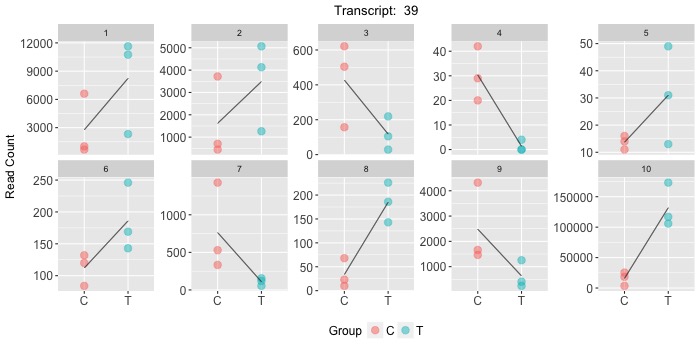 Transcript: 39
1 2 3 4 5
12000 5000 600 40 50
9000 4000 400 30 40
6000 3000 200 20 30
3000 2000 0 10 20
1000 0 10
6 7 8 9 10
250 1000 200 4000 150000
200 500 150 3000 100000
150 0 100 2000 50000
100 50 1000 0
0
C T C T C T C T C T
Read Count
Group C T